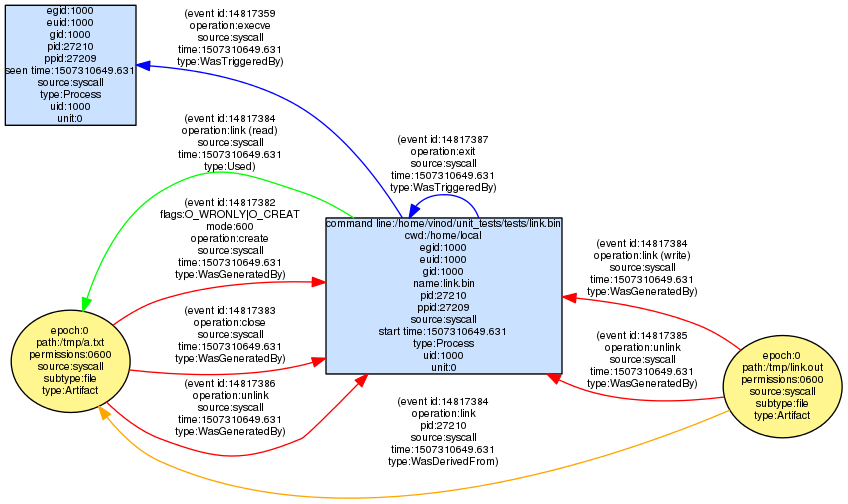 egid:1000
euid:1000
gid:1000
pid:27210
ppid:27209
seen time:1507310649.631
source:syscall
type:Process
uid:1000
unit:0
(event id:14817359
operation:execve
source:syscall
time:1507310649.631
type:WasTriggeredBy)
(event id:14817384
operation:link (read)
source:syscall
time:1507310649.631
type:Used)
(event id:14817387
operation:exit
source:syscall
time:1507310649.631
type:WasTriggeredBy)
(event id:14817382
flags:O_WRONLY|O_CREAT
mode:600
operation:create
source:syscall
time:1507310649.631
type:WasGeneratedBy)
command line:/home/vinod/unit_tests/tests/link.bin
cwd:/home/local
egid:1000
euid:1000
gid:1000
name:link.bin
pid:27210
ppid:27209
source:syscall
start time:1507310649.631
type:Process
uid:1000
unit:0
(event id:14817384
operation:link (write)
source:syscall
time:1507310649.631
type:WasGeneratedBy)
(event id:14817383
operation:close
source:syscall
time:1507310649.631
type:WasGeneratedBy)
epoch:0
path:/tmp/a.txt
permissions:0600
source:syscall
subtype:file
type:Artifact
(event id:14817385
operation:unlink
source:syscall
time:1507310649.631
type:WasGeneratedBy)
epoch:0
path:/tmp/link.out
permissions:0600
source:syscall
subtype:file
type:Artifact
(event id:14817386
operation:unlink
source:syscall
time:1507310649.631
type:WasGeneratedBy)
(event id:14817384
operation:link
pid:27210
source:syscall
time:1507310649.631
type:WasDerivedFrom)